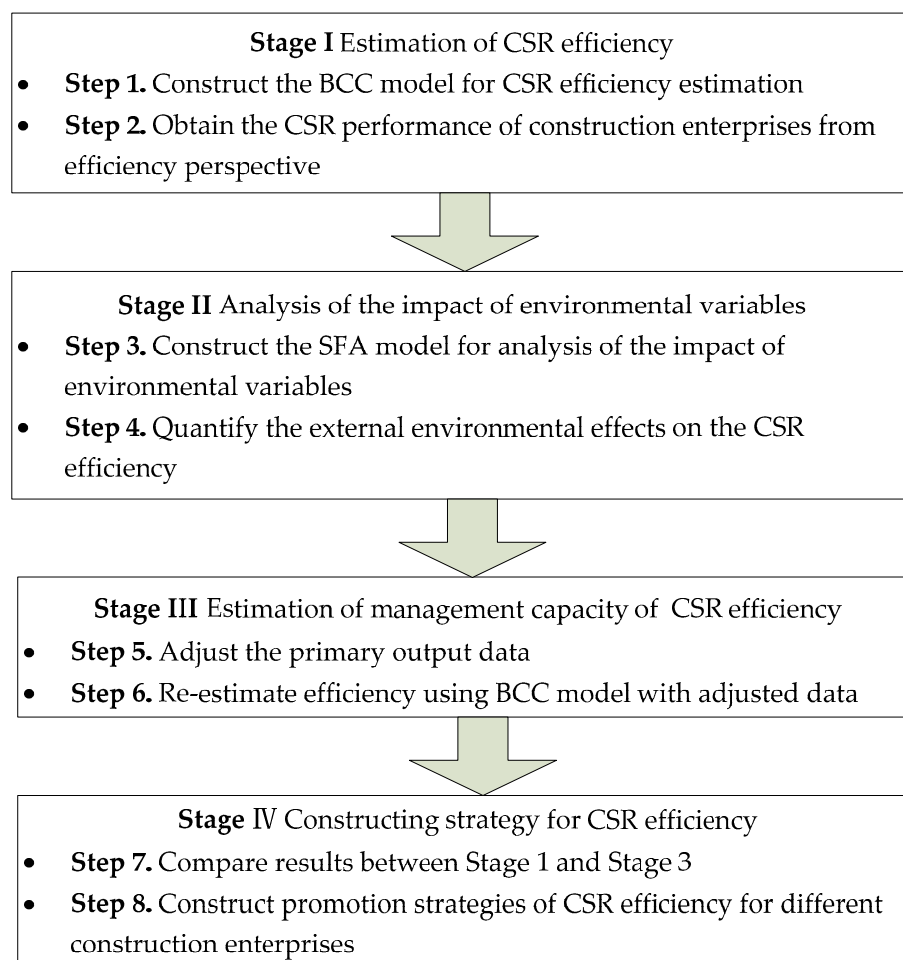 Stage I Estimation of CSR efficiency
• Step 1. Construct the BCC model for CSR efficiency estimation
• Step 2. Obtain the CSR performance of construction enterprises from
efficiency perspective
Stage II Analysis of the impact of environmental variables
• Step 3. Construct the SFA model for analysis of the impact of
environmental variables
• Step 4. Quantify the external environmental effects on the CSR
efficiency
Stage III Estimation of management capacity of CSR efficiency
• Step 5. Adjust the primary output data
• Step 6. Re-estimate efficiency using BCC model with adjusted data
Stage IV Constructing strategy for CSR efficiency
• Step 7. Compare results between Stage 1 and Stage 3
• Step 8. Construct promotion strategies of CSR efficiency for different
construction enterprises